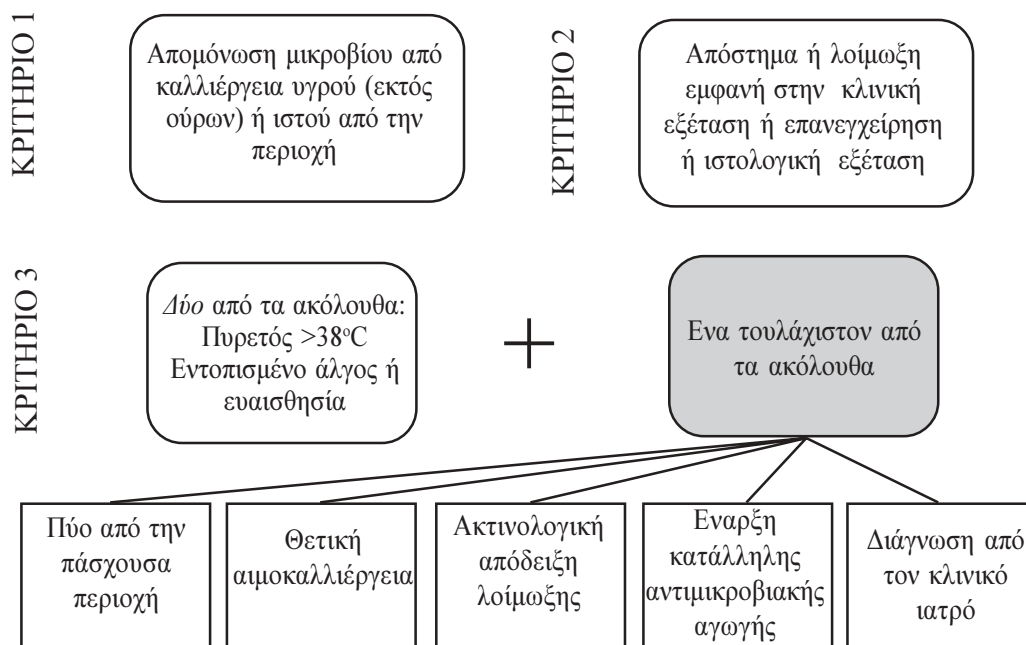 ΚΡΙΤΗΡΙΟ 1
Απομόνωση μικροβίου από
καλλιέργεια υγρού (εκτός
ούρων) ή ιστού από την
περιοχή
ΚΡΙΤΗΡΙΟ 2
Απόστημα ή λοίμωξη
εμφανή στην κλινική
εξέταση ή επανεγχείρηση
ή ιστολογική εξέταση
ΚΡΙΤΗΡΙΟ 3
Δύο από τα ακόλουθα:
Πυρετός >38°C
Εντοπισμένο άλγος ή
ευαισθησία
+
Ενα τουλάχιστον από
τα ακόλουθα
Πύο από την
πάσχουσα
περιοχή
Θετική
αιμοκαλλιέργεια
Ακτινολογική
απόδειξη
λοίμωξης
Εναρξη
κατάλληλης
αντιμικροβιακής
αγωγής
Διάγνωση από
τον κλινικό
ιατρό